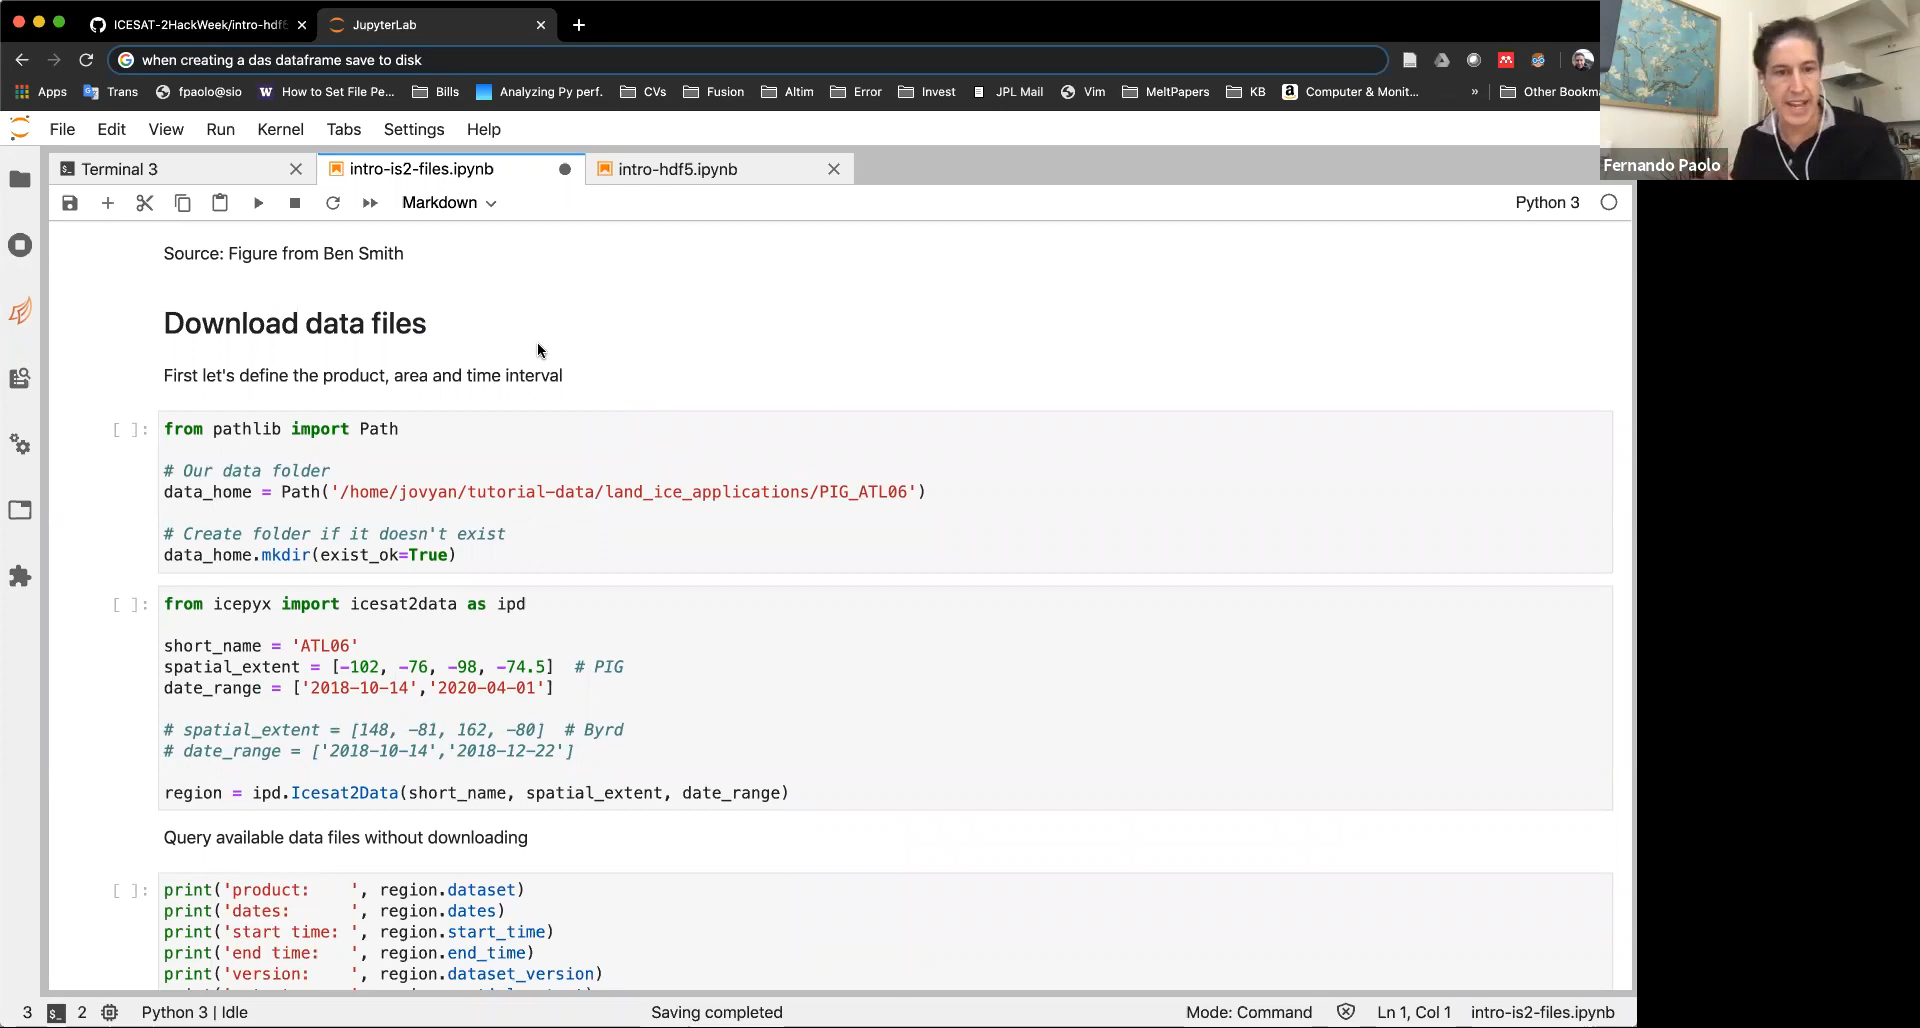 ICESAT-2HackWeek/intro-hdf5
JupyterLab
when creating a das dataframe save to disk
Apps
Trans
fpaolo@sio
W How to Set File Pe...
Bills
Analyzing Py perf.
CVs
Fusion
Altim
Error
Invest
JPL Mail
Vim
MeltPapers
KB
Computer & Monit...
»
Other Bookma
Fernando Paolo
File Edit View Run Kernel Tabs Settings Help
Terminal 3
intro-is2-files.ipynb
intro-hdf5.ipynb
Markdown
Python 3
Source: Figure from Ben Smith
Download data files
First let's define the product, area and time interval
[ ]:
from pathlib import Path
# Our data folder
data_home = Path('/home/jovyan/tutorial-data/land_ice_applications/PIG_ATL06')
# Create folder if it doesn't exist
data_home.mkdir(exist_ok=True)
[ ]:
from icepyx import icesat2data as ipd
short_name = 'ATL06'
spatial_extent = [-102, -76, -98, -74.5]  # PIG
date_range = ['2018-10-14','2020-04-01']
# spatial_extent = [148, -81, 162, -80]  # Byrd
# date_range = ['2018-10-14','2018-12-22']
region = ipd.Icesat2Data(short_name, spatial_extent, date_range)
Query available data files without downloading
[ ]:
print('product:    ', region.dataset)
print('dates:      ', region.dates)
print('start time: ', region.start_time)
print('end time:   ', region.end_time)
print('version:    ', region.dataset_version)
3 $_ 2 Python 3 | Idle
Saving completed
Mode: Command
Ln 1, Col 1
intro-is2-files.ipynb